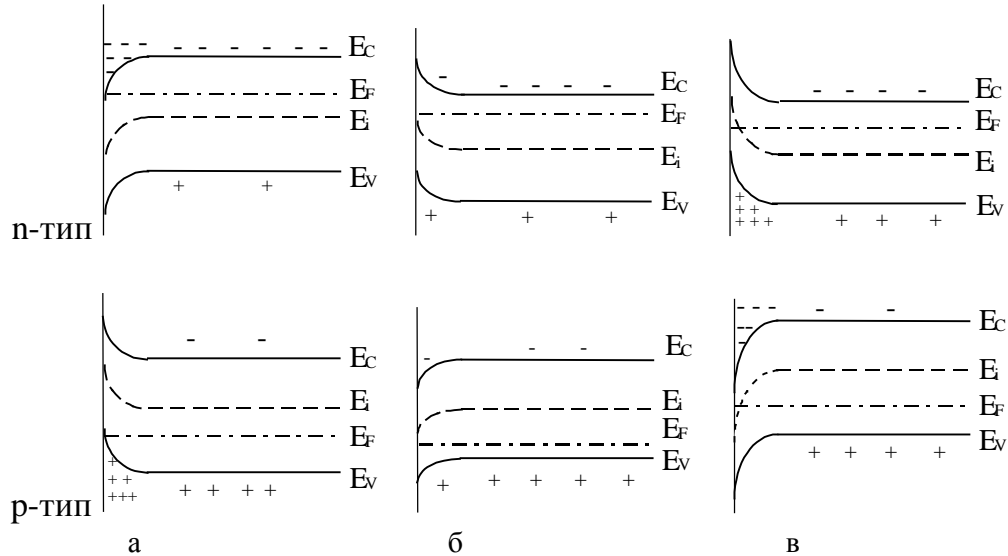 E_C
E_F
E_i
E_V
E_C
E_F
E_i
E_V
E_C
E_F
E_i
E_V
n-тип
E_C
E_i
E_F
E_V
E_C
E_i
E_F
E_V
E_C
E_i
E_F
E_V
p-тип
а б в